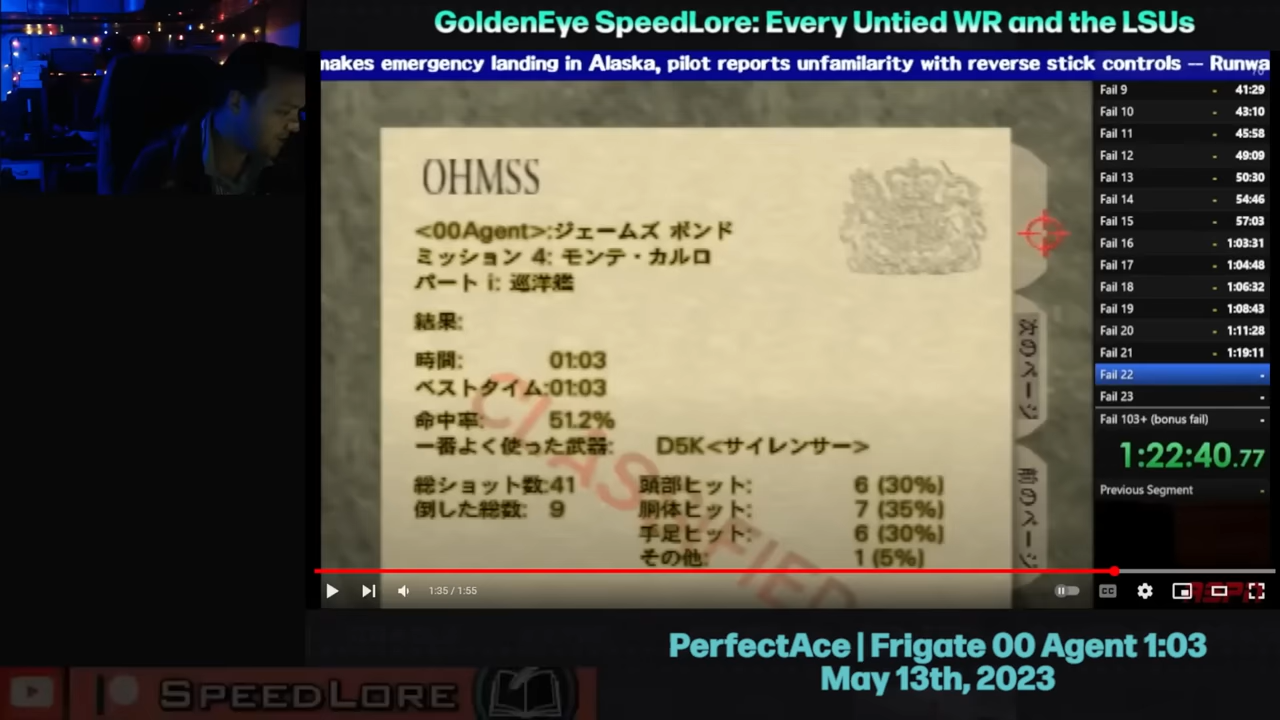 GoldenEye SpeedLore: Every Untied WR and the LSUs
makes emergency landing in Alaska, pilot reports unfamilarity with reverse stick controls -- Runwa
Fail 9 - 41:29
Fail 10 - 43:10
Fail 11 - 45:58
Fail 12 - 49:09
Fail 13 - 50:30
Fail 14 - 54:46
Fail 15 - 57:03
Fail 16 - 1:03:31
Fail 17 - 1:04:48
Fail 18 - 1:06:32
Fail 19 - 1:08:43
Fail 20 - 1:11:28
Fail 21 - 1:19:11
Fail 22 -
Fail 23 -
Fail 103+ (bonus fail) -
1:22:40.77
Previous Segment -
OHMSS
<00Agent>:ジェームズ ボンド
ミッション 4: モンテ・カルロ
パート i: 巡洋艦
結果:
時間: 01:03
ベストタイム:01:03
命中率: 51.2%
一番よく使った武器: D5K<サイレンサー>
総ショット数:41 頭部ヒット: 6 (30%)
倒した総数: 9 胴体ヒット: 7 (35%)
手足ヒット: 6 (30%)
その他: 1 (5%)
CLASSIFIED
次のページ
前のページ
1:35 / 1:55
CC
PerfectAce | Frigate 00 Agent 1:03
May 13th, 2023
SPEEDLORE